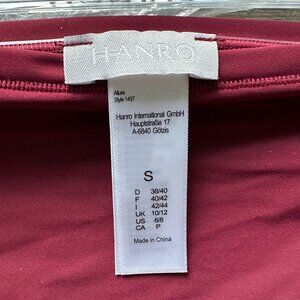 HANRO
Allure
Style 1457
Hanro International GmbH
Hauptstraße 17
A-6840 Götzis
S
D 38/40
F 40/42
I 42/44
UK 10/12
US 6/8
CA P
Made in China